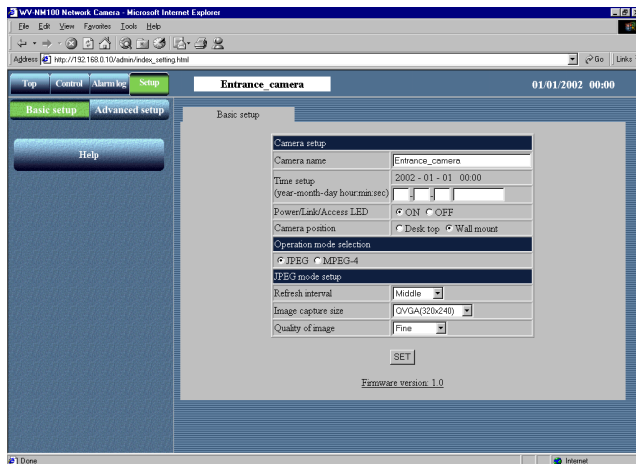 WV-NM100 Network Camera - Microsoft Internet Explorer
File Edit View Favorites Tools Help
Address http://192.168.0.10/admin/index_setting.html Go Links
Top Control Alarm log Setup Entrance_camera 01/01/2002 00:00
Basic setup Advanced setup
Help
Basic setup
Camera setup
Camera name Entrance_camera
Time setup
(year-month-day hour:min:sec)
2002 - 01 - 01 00:00
- -
Power/Link/Access LED ON OFF
Camera position Desk top Wall mount
Operation mode selection
JPEG MPEG-4
JPEG mode setup
Refresh interval Middle
Image capture size QVGA(320x240)
Quality of image Fine
SET
Firmware version: 1.0
Done Internet